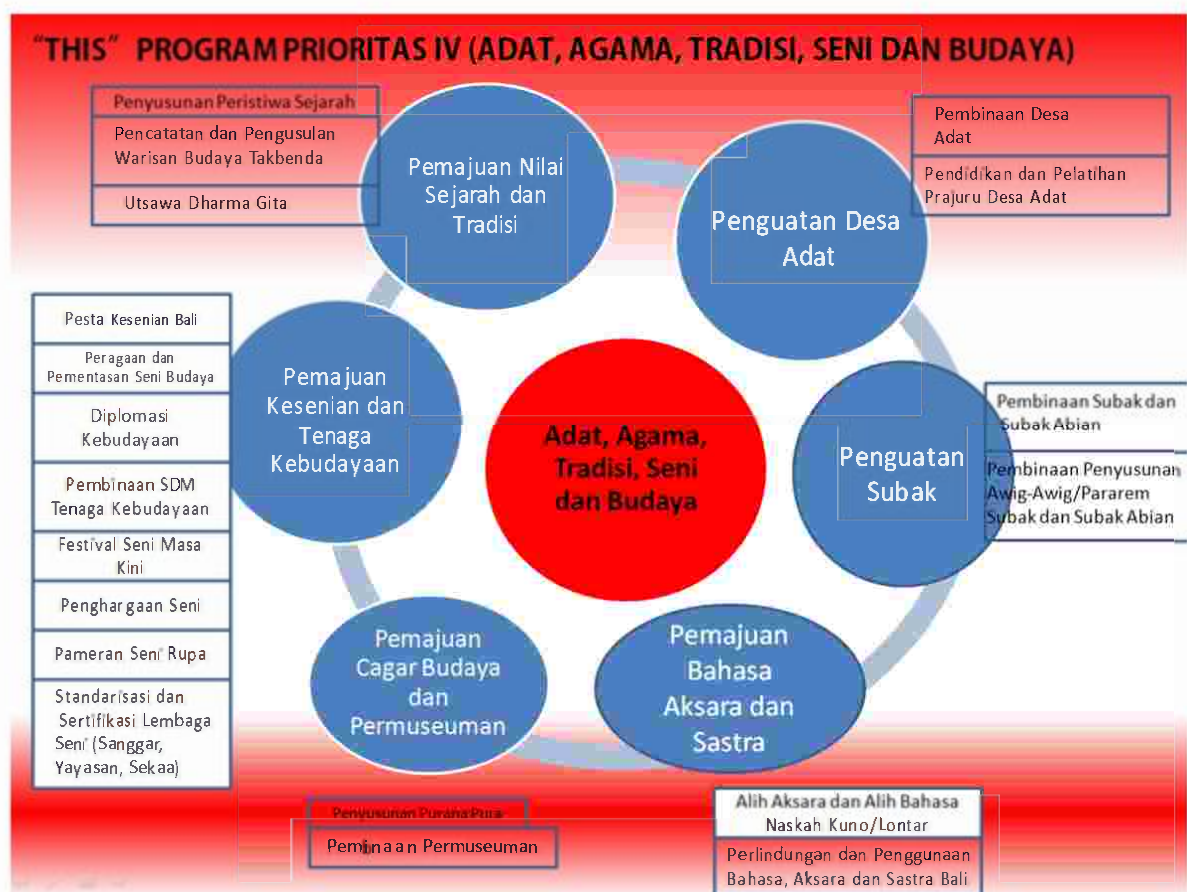 “THIS” PROGRAM PRIORITAS IV (ADAT, AGAMA, TRADISI, SENI DAN BUDAYA)
Penyusunan Peristiwa Sejarah
Pencatatan dan Pengusulan
Warisan Budaya Takbenda
Utsawa Dharma Gita
Pemajuan Nilai
Sejarah dan
Tradisi
Pembinaan Desa
Adat
Pendidikan dan Pelatihan
Prajuru Desa Adat
Penguatan Desa
Adat
Pesta Kesenian Bali
Peragaan dan
Pementasan Seni Budaya
Diplomasi
Kebudayaan
Pembinaan SDM
Tenaga Kebudayaan
Festival Seni Masa
Kini
Penghargaan Seni
Pameran Seni Rupa
Standarisasi dan
Sertifikasi Lembaga
Seni (Sanggar,
Yayasan, Sekaa)
Pemajuan
Kesenian dan
Tenaga
Kebudayaan
Adat, Agama,
Tradisi, Seni
dan Budaya
Penguatan
Subak
Pembinaan Subak dan
Subak Abian
Pembinaan Penyusunan
Awig-Awig/Pararem
Subak dan Subak Abian
Pemajuan
Cagar Budaya
dan
Permuseuman
Pemajuan
Bahasa
Aksara dan
Sastra
Penyusunan Purana Pura
Pembinaan Permuseuman
Alih Aksara dan Alih Bahasa
Naskah Kuno/Lontar
Perlindungan dan Penggunaan
Bahasa, Aksara dan Sastra Bali